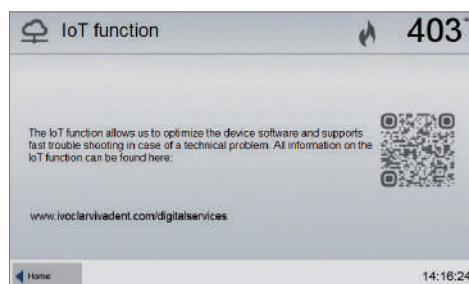 IoT function
403°
The IoT function allows us to optimize the device software and supports
fast trouble shooting in case of a technical problem. All information on the
IoT function can be found here:
www.ivoclarvivadent.com/digitalservices
Home
14:16:24